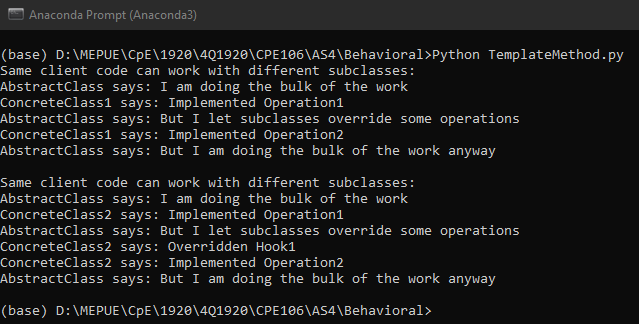 Anaconda Prompt (Anaconda3)
(base) D:\MEPUE\CpE\1920\4Q1920\CPE106\AS4\Behavioral>Python TemplateMethod.py
Same client code can work with different subclasses:
AbstractClass says: I am doing the bulk of the work
ConcreteClass1 says: Implemented Operation1
AbstractClass says: But I let subclasses override some operations
ConcreteClass1 says: Implemented Operation2
AbstractClass says: But I am doing the bulk of the work anyway
Same client code can work with different subclasses:
AbstractClass says: I am doing the bulk of the work
ConcreteClass2 says: Implemented Operation1
AbstractClass says: But I let subclasses override some operations
ConcreteClass2 says: Overridden Hook1
ConcreteClass2 says: Implemented Operation2
AbstractClass says: But I am doing the bulk of the work anyway
(base) D:\MEPUE\CpE\1920\4Q1920\CPE106\AS4\Behavioral>